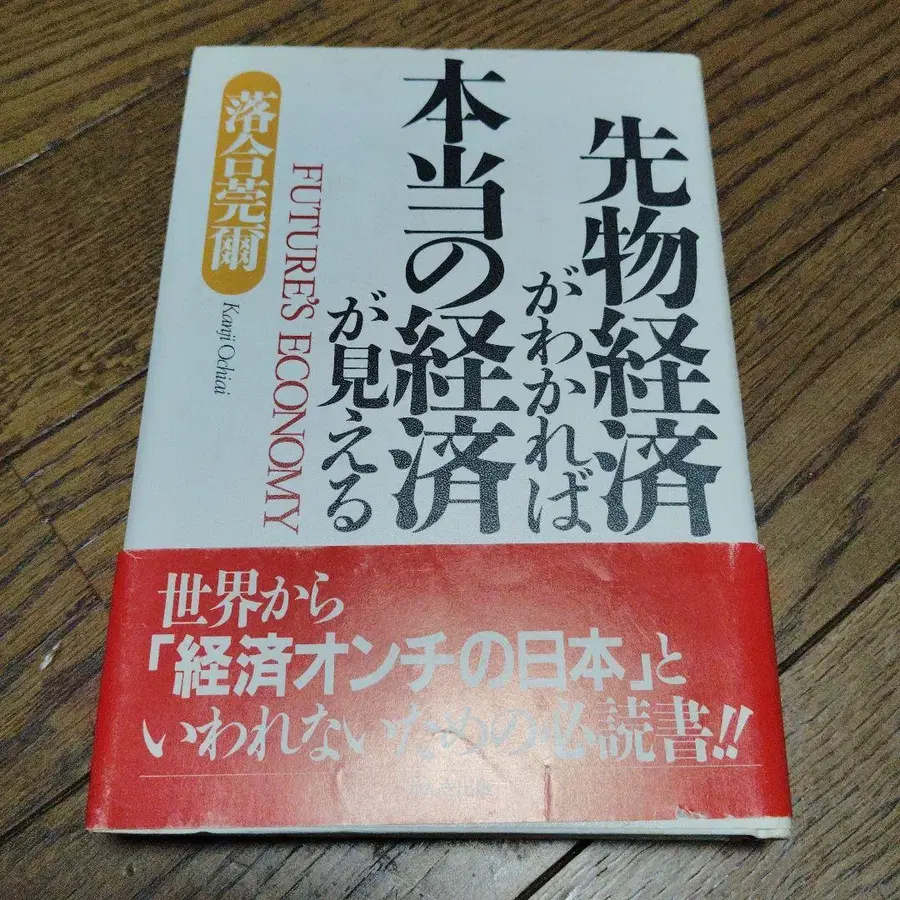 先物経済
がわかれば
本当の経済
が見える
FUTURE'S ECONOMY
落合莞爾
Kanji Ochiai
世界から
「経済オンチの日本」と
いわれないための必読書!!